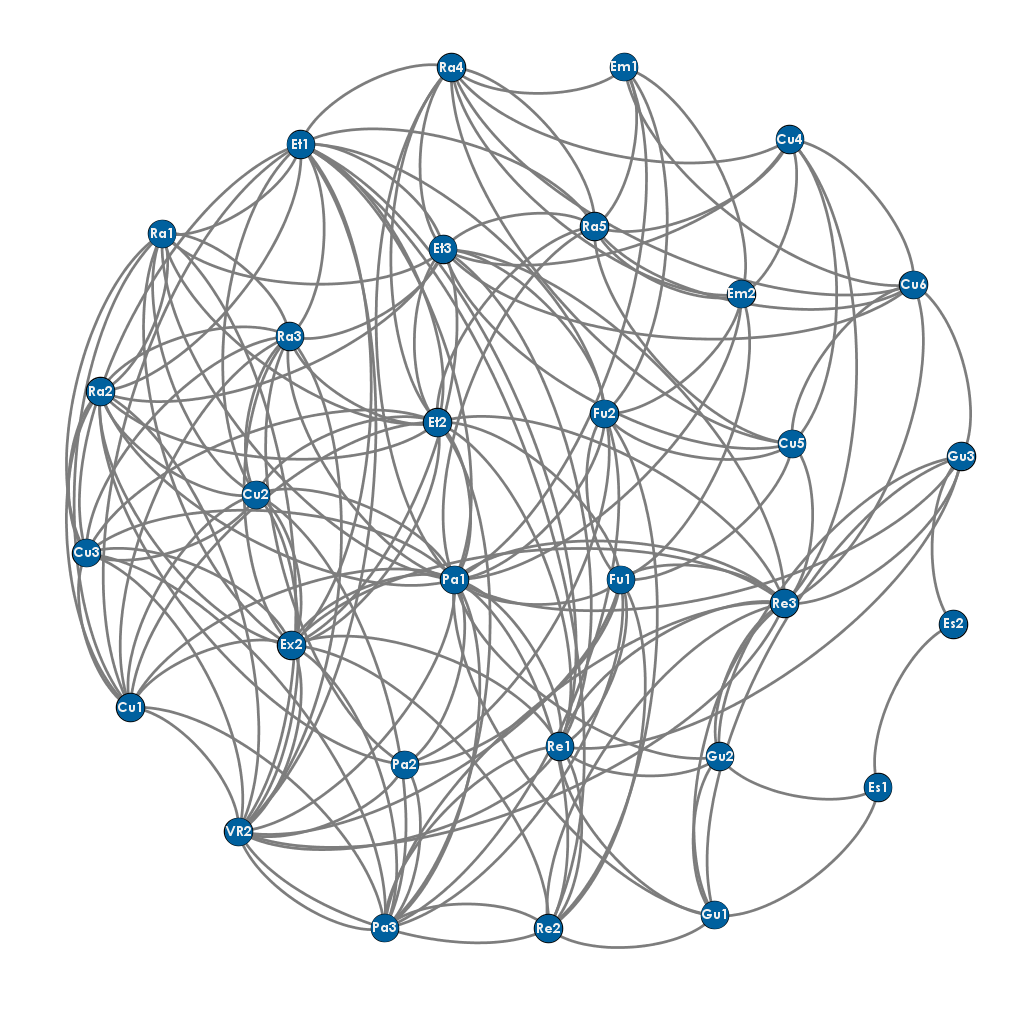 Ra4
Em1
Cu4
Et1
Ra5
Ra1
Et3
Cu6
Em2
Ra3
Ra2
Fu2
Et2
Cu5
Gu3
Cu2
Cu3
Pa1
Fu1
Re3
Es2
Ex2
Cu1
Re1
Gu2
Pa2
Es1
VR2
Gu1
Pa3
Re2